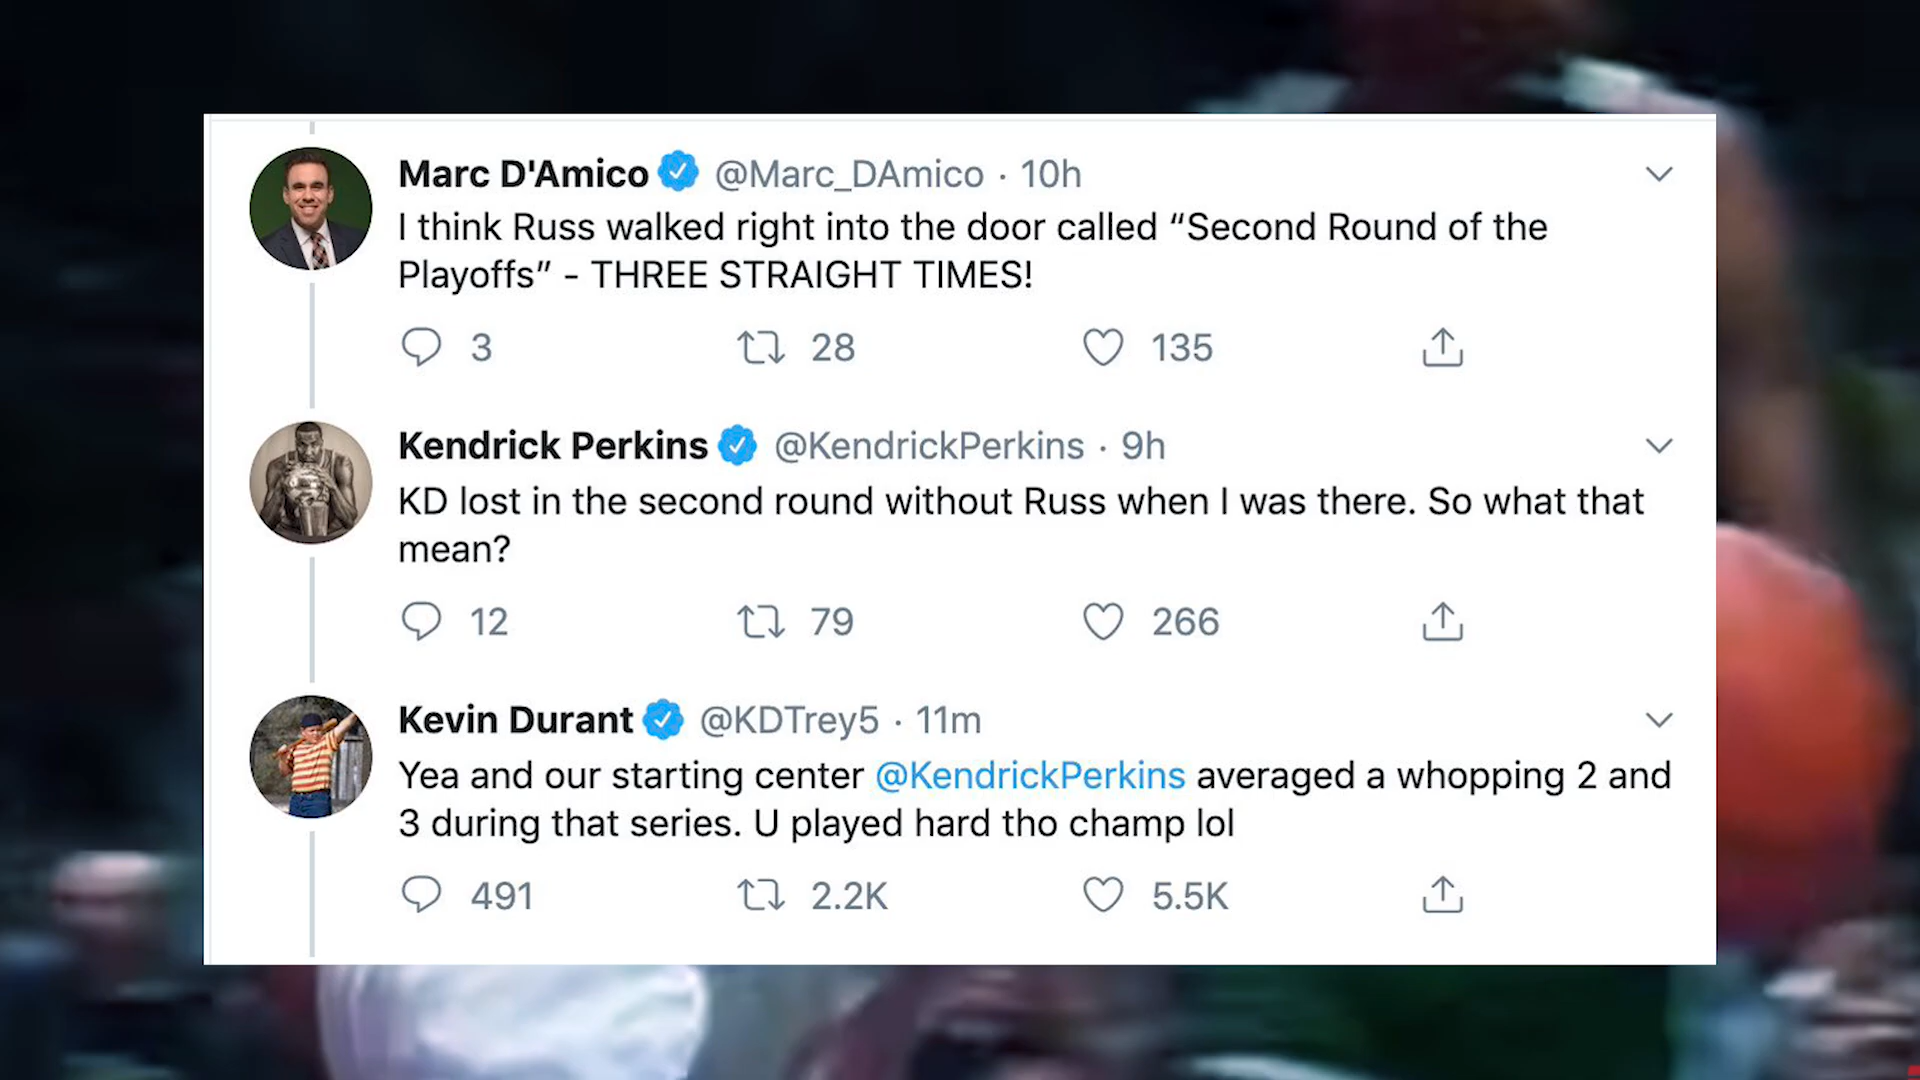 Marc D'Amico @Marc_DAmico · 10h
I think Russ walked right into the door called “Second Round of the
Playoffs” - THREE STRAIGHT TIMES!
3 28 135
Kendrick Perkins @KendrickPerkins · 9h
KD lost in the second round without Russ when I was there. So what that
mean?
12 79 266
Kevin Durant @KDTrey5 · 11m
Yea and our starting center @KendrickPerkins averaged a whopping 2 and
3 during that series. U played hard tho champ lol
491 2.2K 5.5K